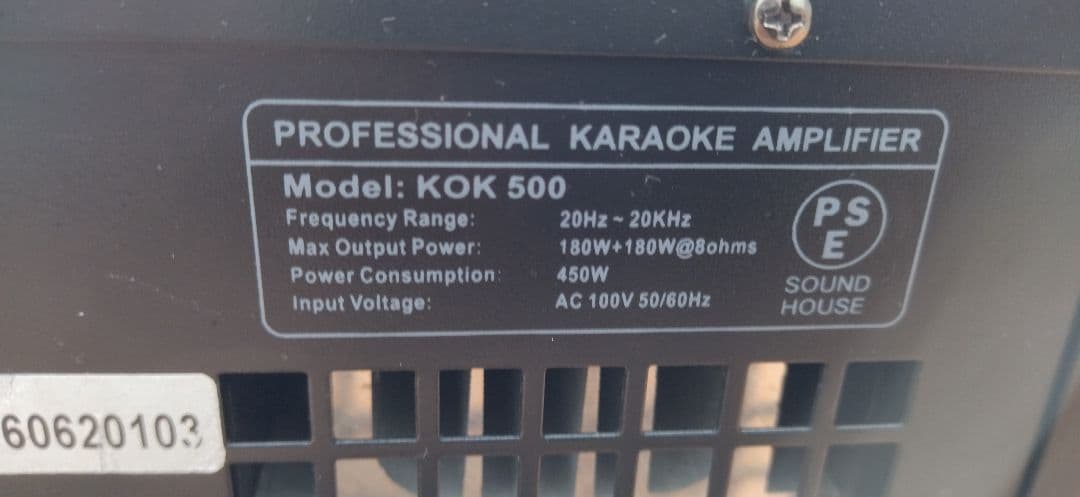 PROFESSIONAL KARAOKE AMPLIFIER
Model: KOK 500
Frequency Range: 20Hz ~ 20KHz
Max Output Power: 180W+180W@8ohms
Power Consumption: 450W
Input Voltage: AC 100V 50/60Hz
PS
E
SOUND
HOUSE
60620103